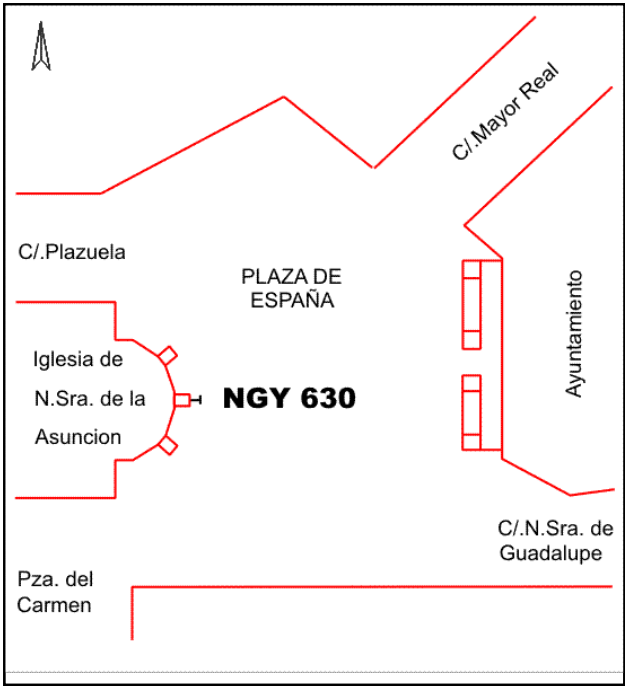 C/.Mayor Real
C/.Plazuela
PLAZA DE
ESPAÑA
Ayuntamiento
Iglesia de
N.Sra. de la
Asuncion
NGY 630
C/.N.Sra. de
Guadalupe
Pza. del
Carmen